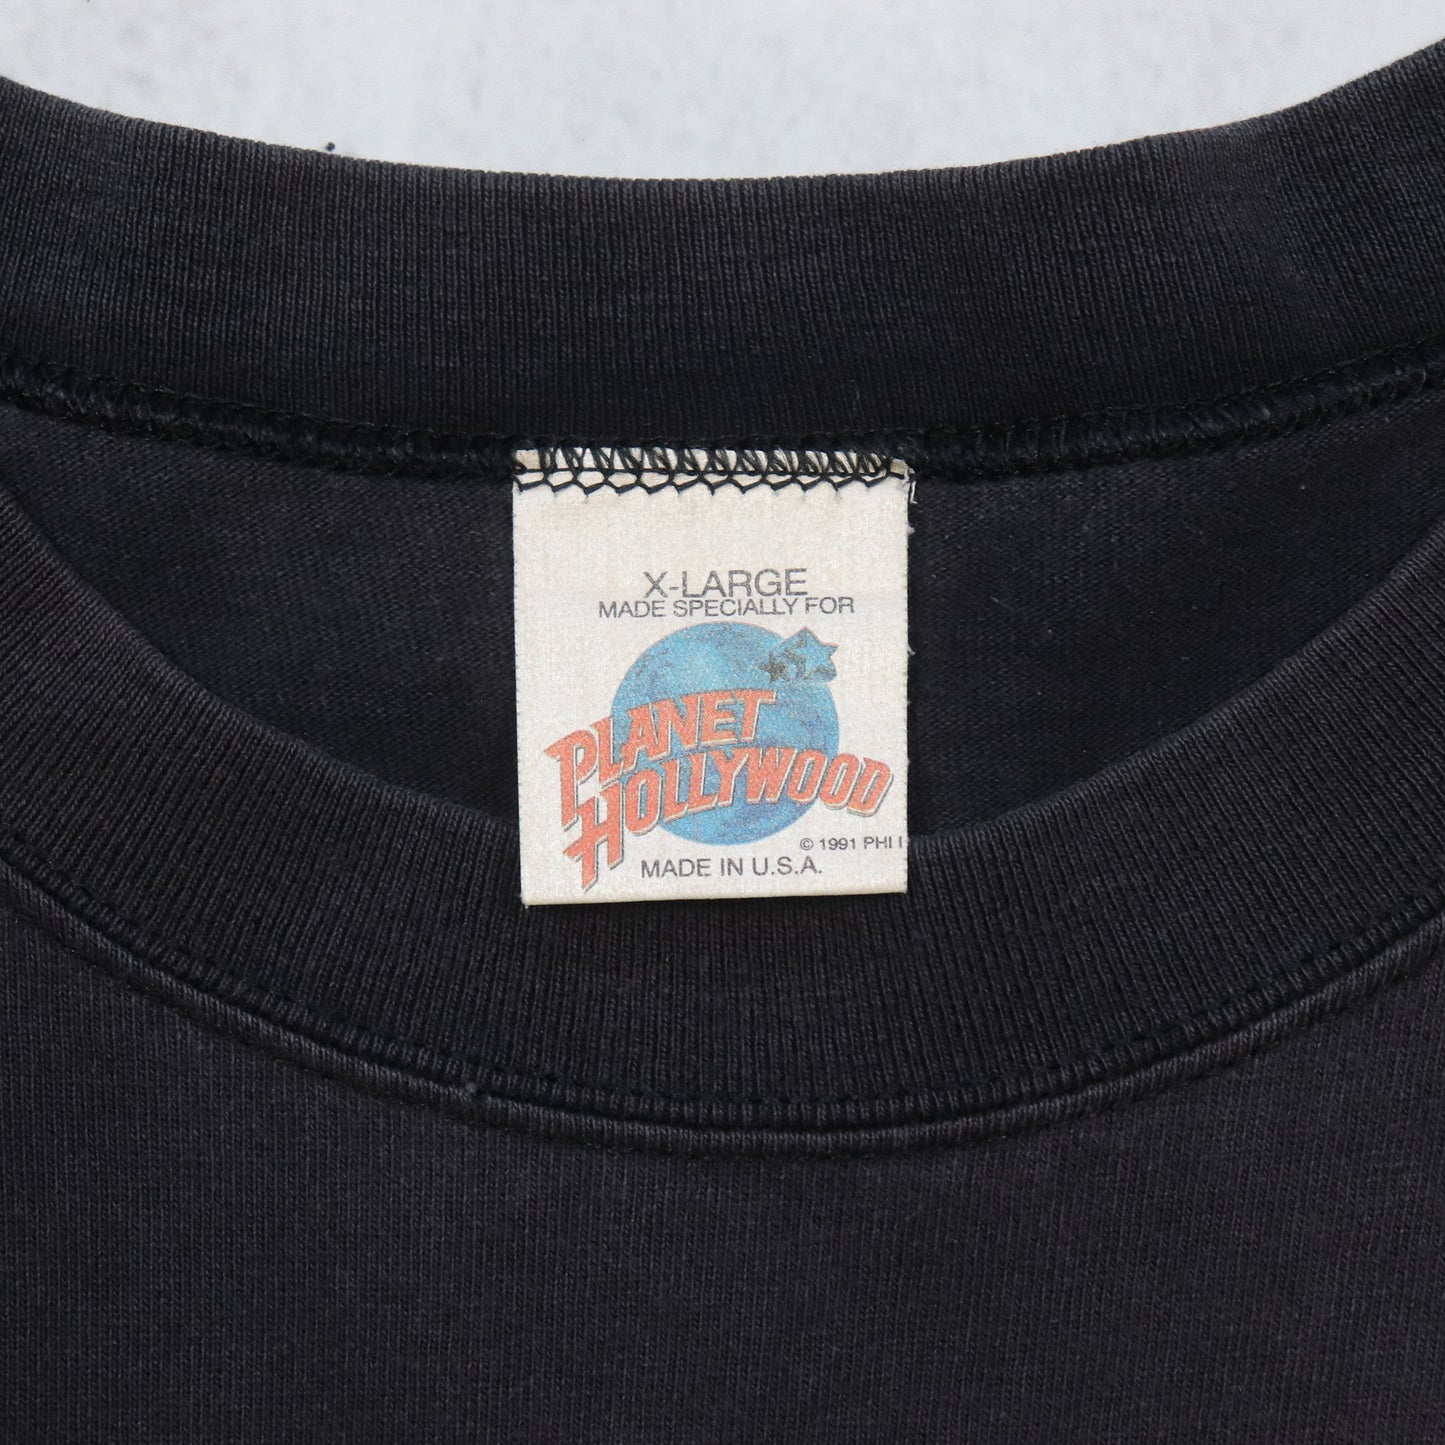 X-LARGE
MADE SPECIALLY FOR
PLANET
HOLLYWOOD
© 1991 PHI I
MADE IN U.S.A.